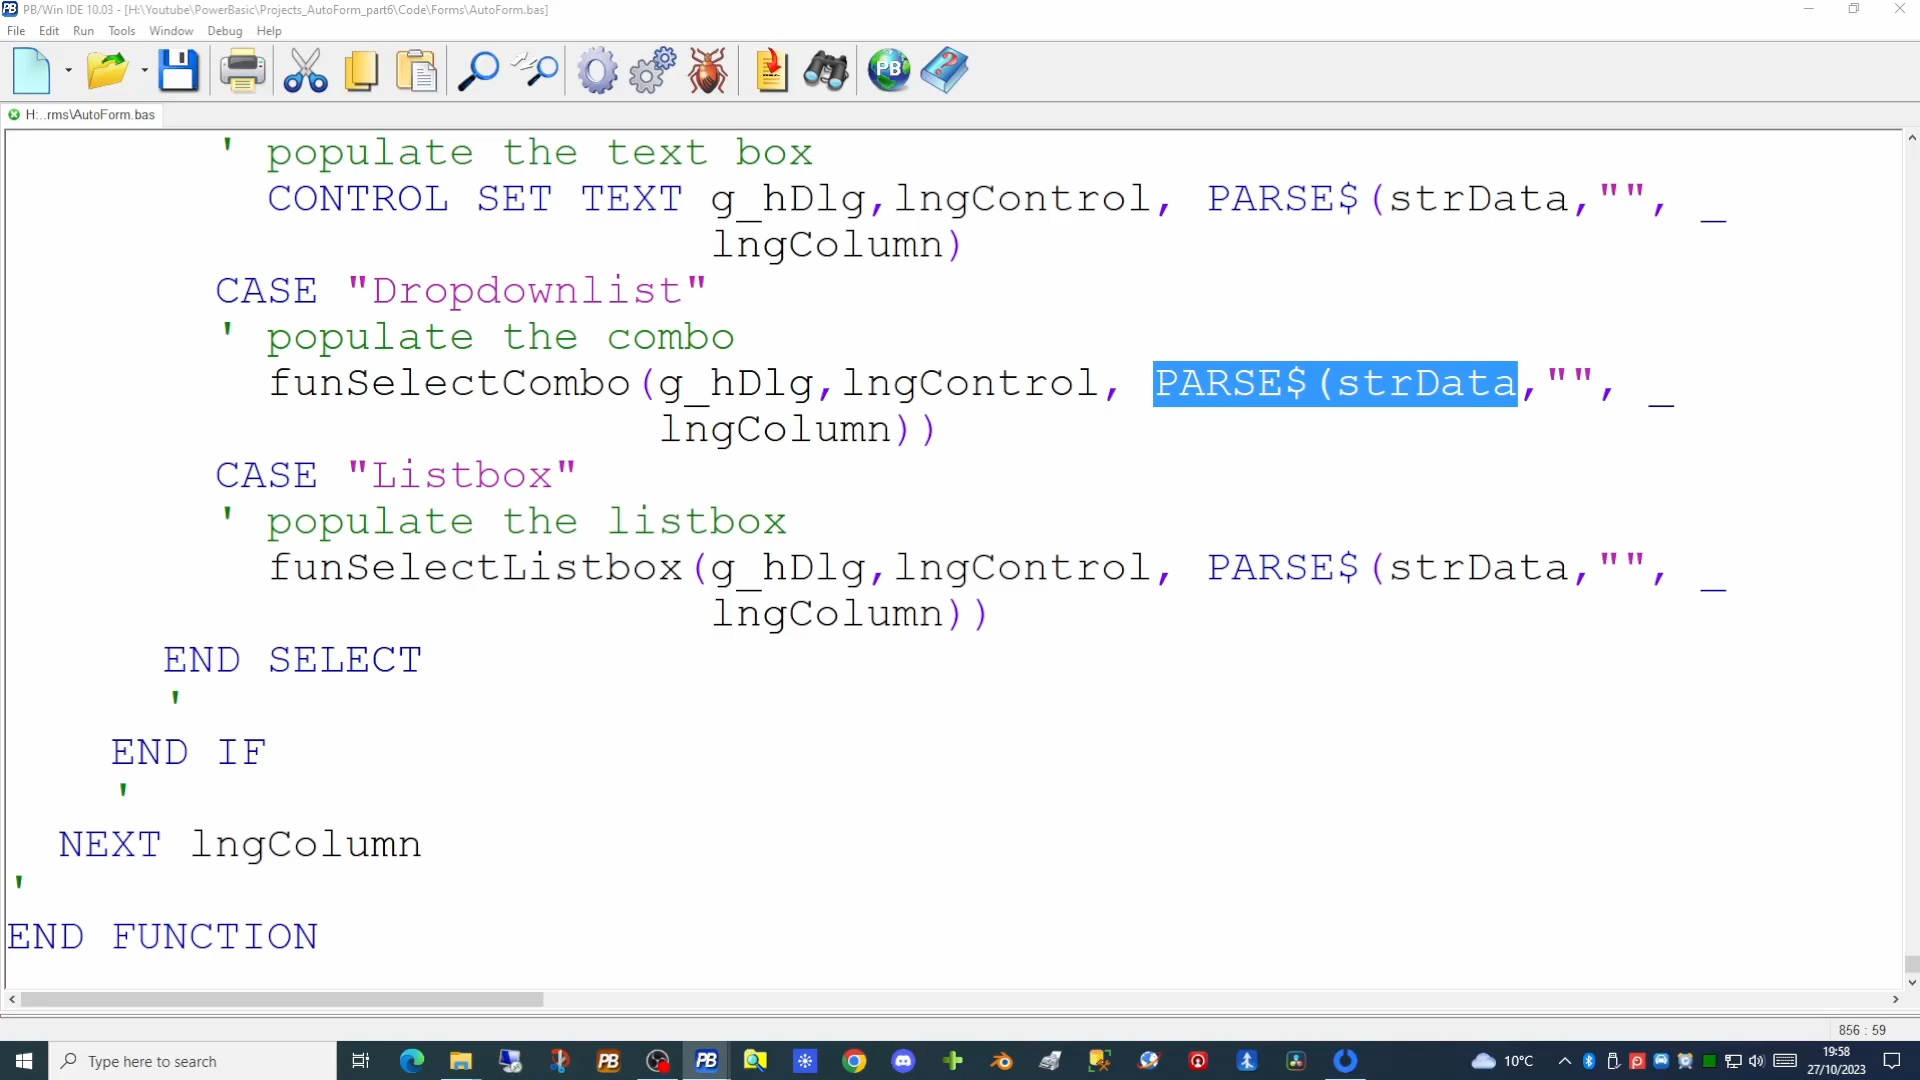 PB/Win IDE 10.03 - [H:\Youtube\PowerBasic\Projects_AutoForm_part6\Code\Forms\AutoForm.bas]
File Edit Run Tools Window Debug Help
H:..rms\AutoForm.bas
' populate the text box
CONTROL SET TEXT g_hDlg,lngControl, PARSE$(strData,"", _
lngColumn)
CASE "Dropdownlist"
' populate the combo
funSelectCombo(g_hDlg,lngControl, PARSE$(strData,"", _
lngColumn))
CASE "Listbox"
' populate the listbox
funSelectListbox(g_hDlg,lngControl, PARSE$(strData,"", _
lngColumn))
END SELECT
'
END IF
'
NEXT lngColumn
'
END FUNCTION
856 : 59
Type here to search
10°C
19:58
27/10/2023